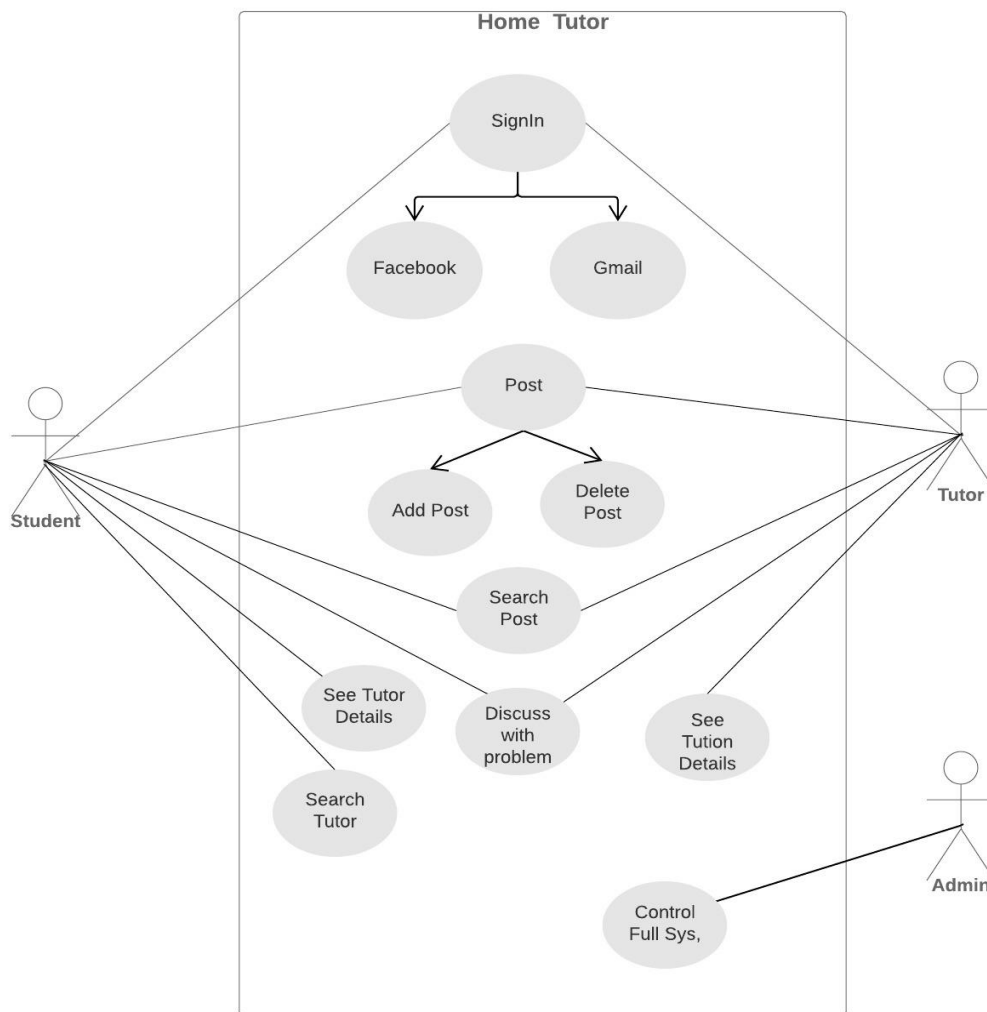 Home Tutor
SignIn
Facebook
Gmail
Post
Add Post
Delete
Post
Student
Tutor
Search
Post
See Tutor
Details
Discuss
with
problem
See
Tution
Details
Search
Tutor
Admin
Control
Full Sys,